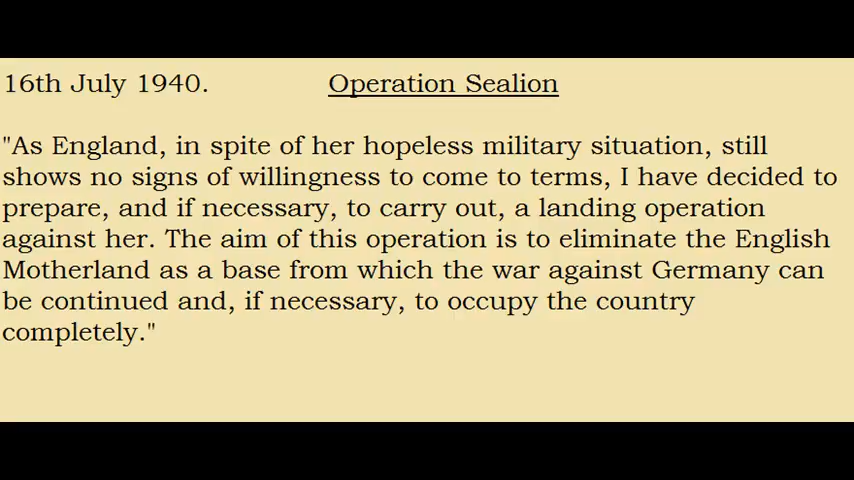 16th July 1940. Operation Sealion
"As England, in spite of her hopeless military situation, still
shows no signs of willingness to come to terms, I have decided to
prepare, and if necessary, to carry out, a landing operation
against her. The aim of this operation is to eliminate the English
Motherland as a base from which the war against Germany can
be continued and, if necessary, to occupy the country
completely."